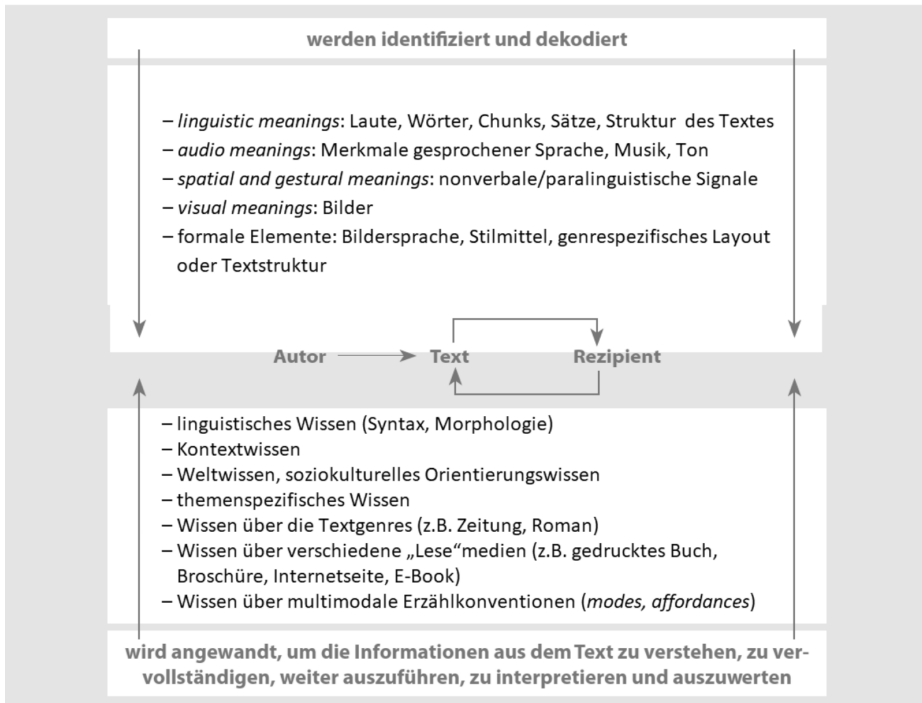 werden identifiziert und dekodiert
– linguistic meanings: Laute, Wörter, Chunks, Sätze, Struktur des Textes
– audio meanings: Merkmale gesprochener Sprache, Musik, Ton
– spatial and gestural meanings: nonverbale/paralinguistische Signale
– visual meanings: Bilder
– formale Elemente: Bildersprache, Stilmittel, genrespezifisches Layout
oder Textstruktur
Autor Text Rezipient
– linguistisches Wissen (Syntax, Morphologie)
– Kontextwissen
– Weltwissen, soziokulturelles Orientierungswissen
– themenspezifisches Wissen
– Wissen über die Textgenres (z.B. Zeitung, Roman)
– Wissen über verschiedene „Lese“medien (z.B. gedrucktes Buch,
Broschüre, Internetseite, E-Book)
– Wissen über multimodale Erzählkonventionen (modes, affordances)
wird angewandt, um die Informationen aus dem Text zu verstehen, zu ver-
vollständigen, weiter auszuführen, zu interpretieren und auszuwerten